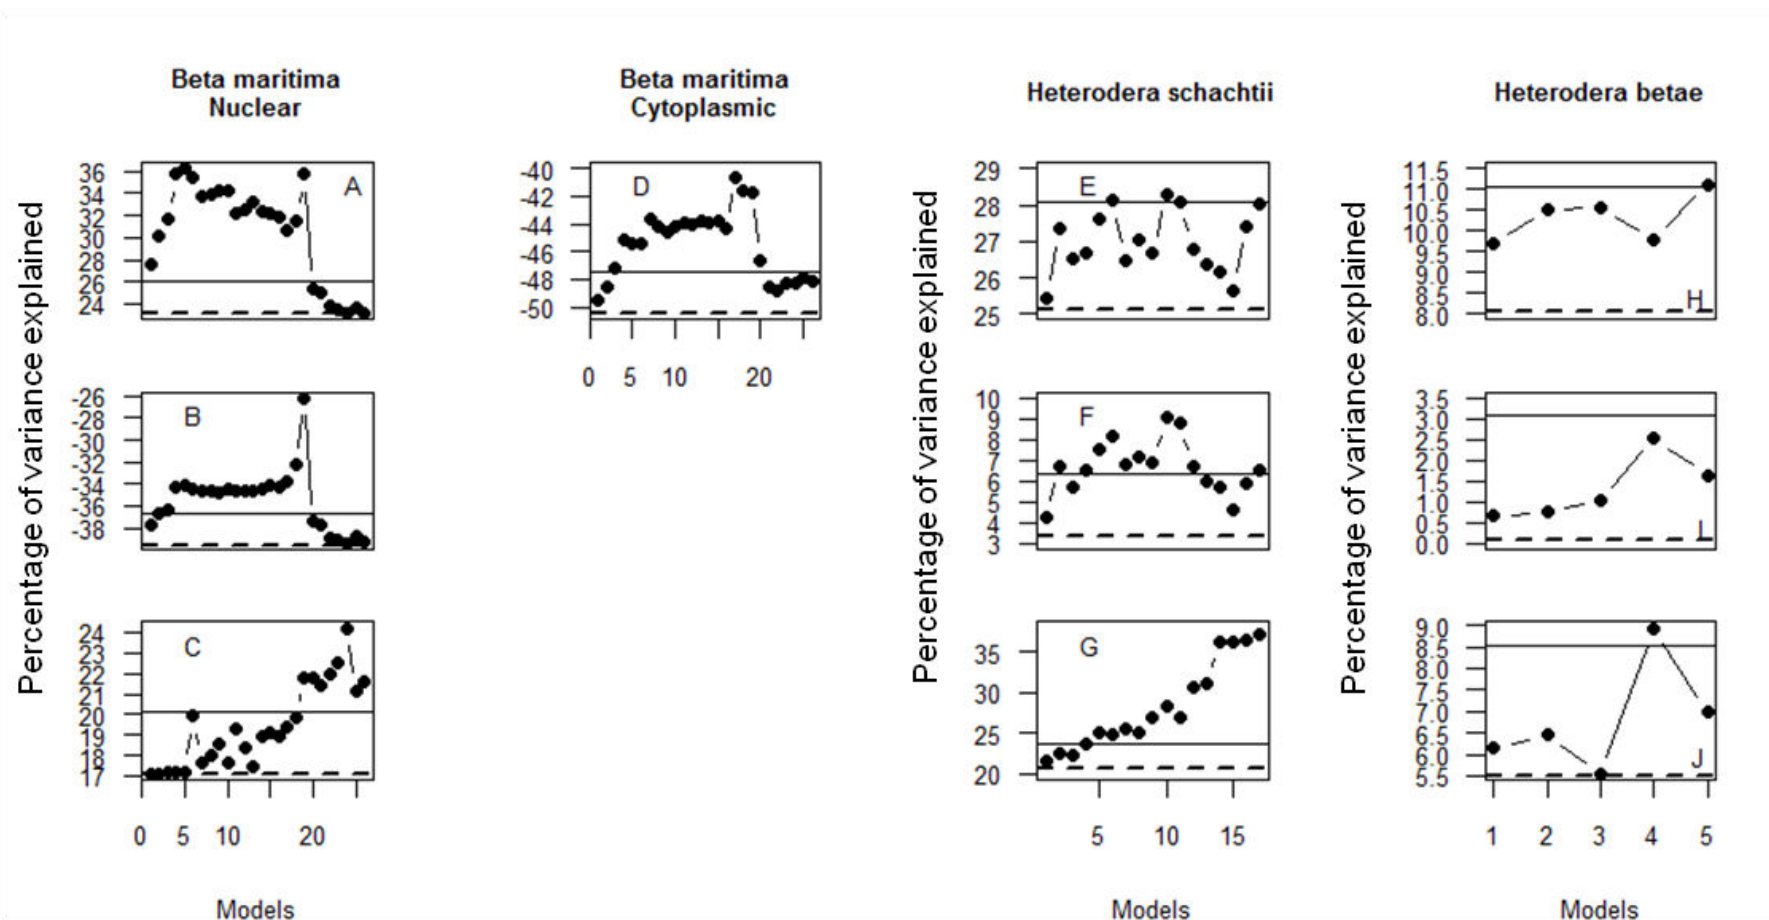 Beta maritima
Nuclear
Beta maritima
Cytoplasmic
Heterodera schachtii
Heterodera betae
Percentage of variance explained
36
34
32
30
28
26
24
A
-26
-28
-30
-32
-34
-36
-38
B
24
23
22
21
20
19
18
17
C
0 5 10 20
Models
-40
-42
-44
-46
-48
-50
D
0 5 10 20
Percentage of variance explained
29
28
27
26
25
E
10
9
8
7
6
5
4
3
F
35
30
25
20
G
5 10 15
Models
Percentage of variance explained
11.5
11.0
10.5
10.0
9.5
9.0
8.5
8.0
H
3.5
3.0
2.5
2.0
1.5
1.0
0.5
0.0
I
9.0
8.5
8.0
7.5
7.0
6.5
6.0
5.5
J
1 2 3 4 5
Models